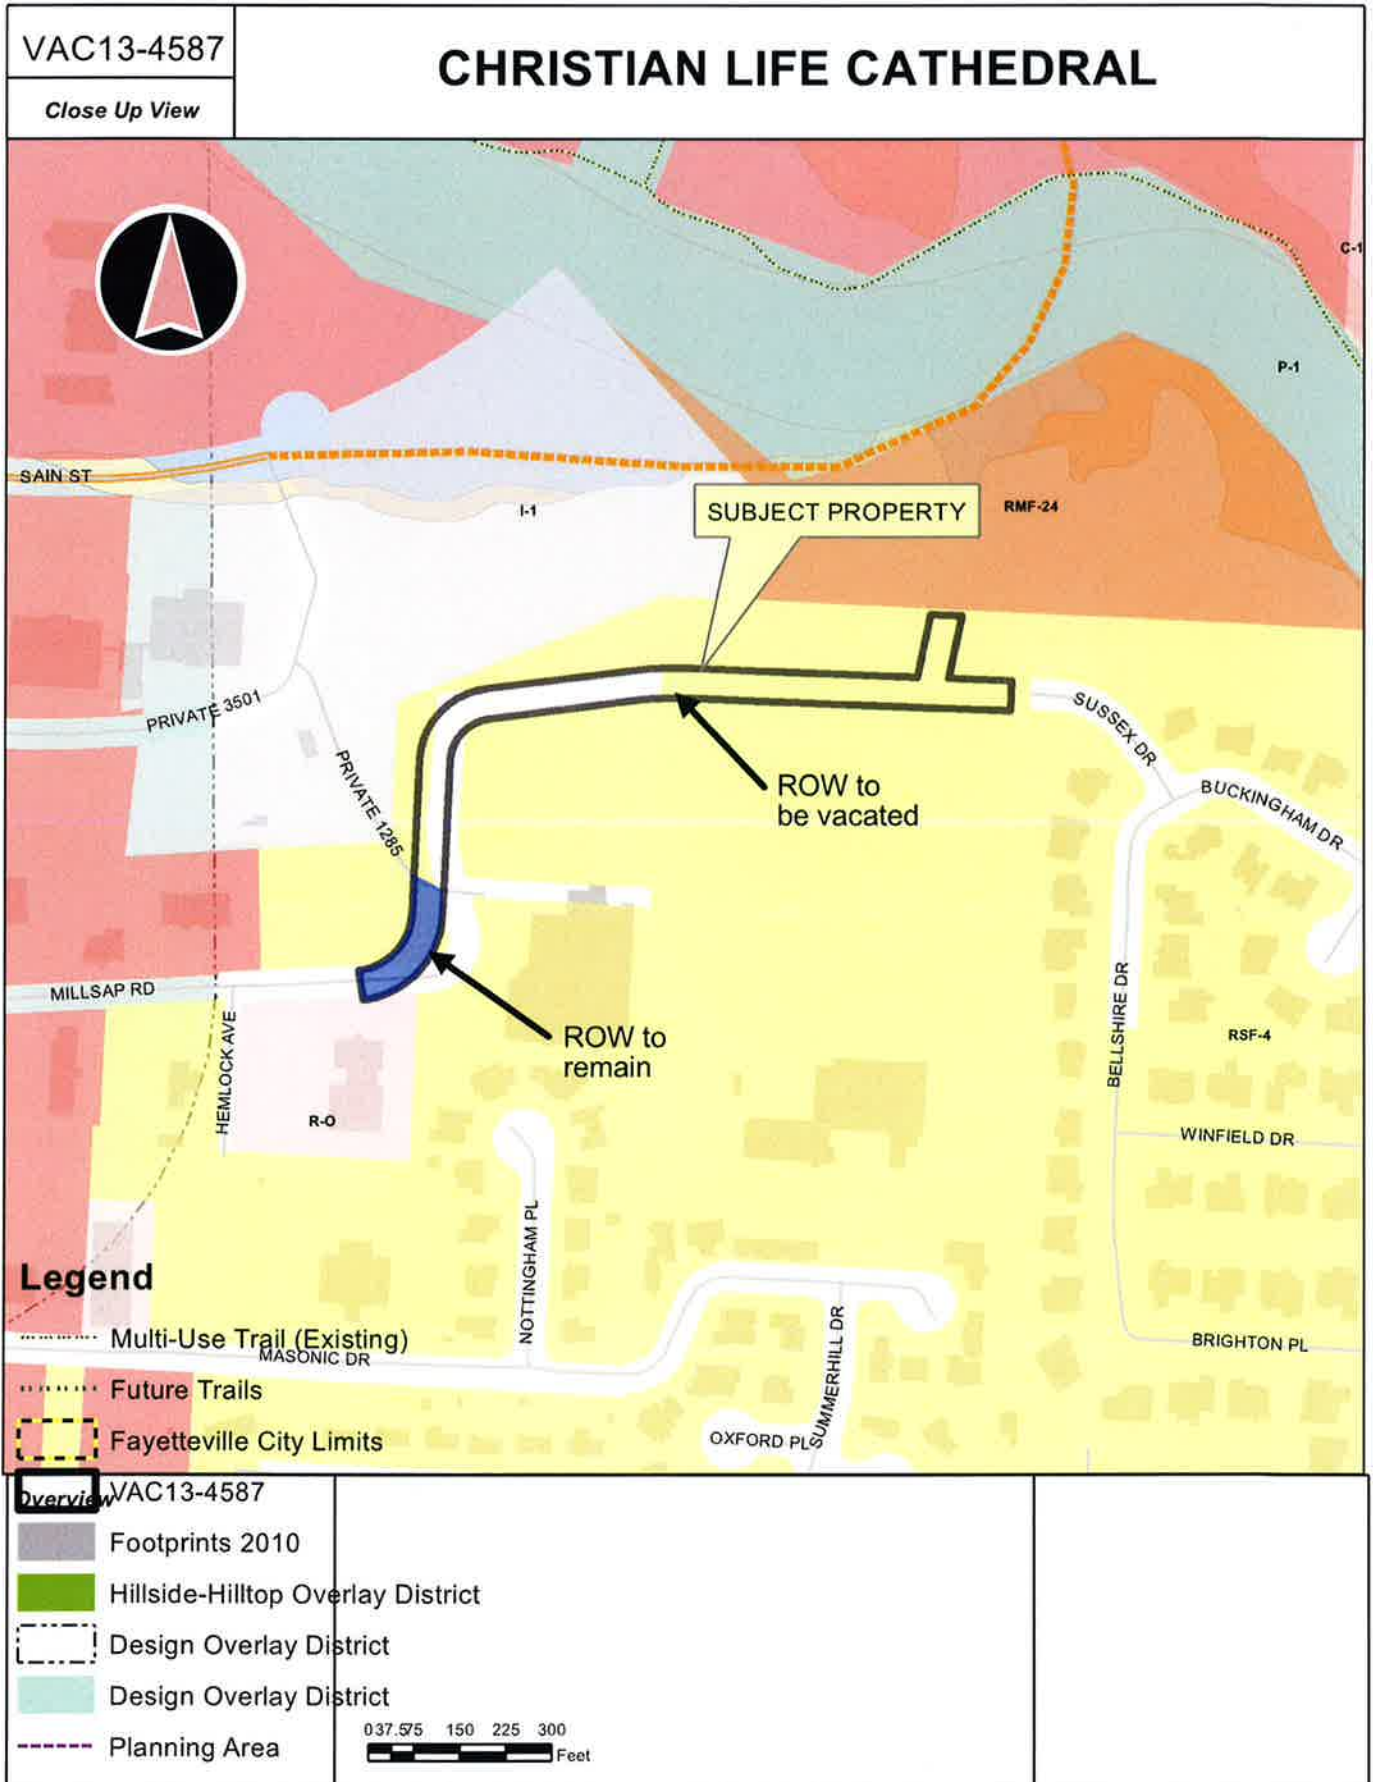 VAC13-4587
CHRISTIAN LIFE CATHEDRAL
Close Up View
C-1
P-1
SAIN ST
I-1
SUBJECT PROPERTY
RMF-24
PRIVATE 3501
SUSSEX DR
PRIVATE 1285
ROW to
be vacated
BUCKINGHAM DR
MILLSAP RD
BELLSHIRE DR
ROW to
remain
HEMLOCK AVE
RSF-4
R-O
WINFIELD DR
NOTTINGHAM PL
Legend
Multi-Use Trail (Existing)
MASONIC DR
SUMMERHILL DR
BRIGHTON PL
Future Trails
Fayetteville City Limits
OXFORD PL
Overview
VAC13-4587
Footprints 2010
Hillside-Hilltop Overlay District
Design Overlay District
Design Overlay District
Planning Area
0 37.5 75 150 225 300
Feet